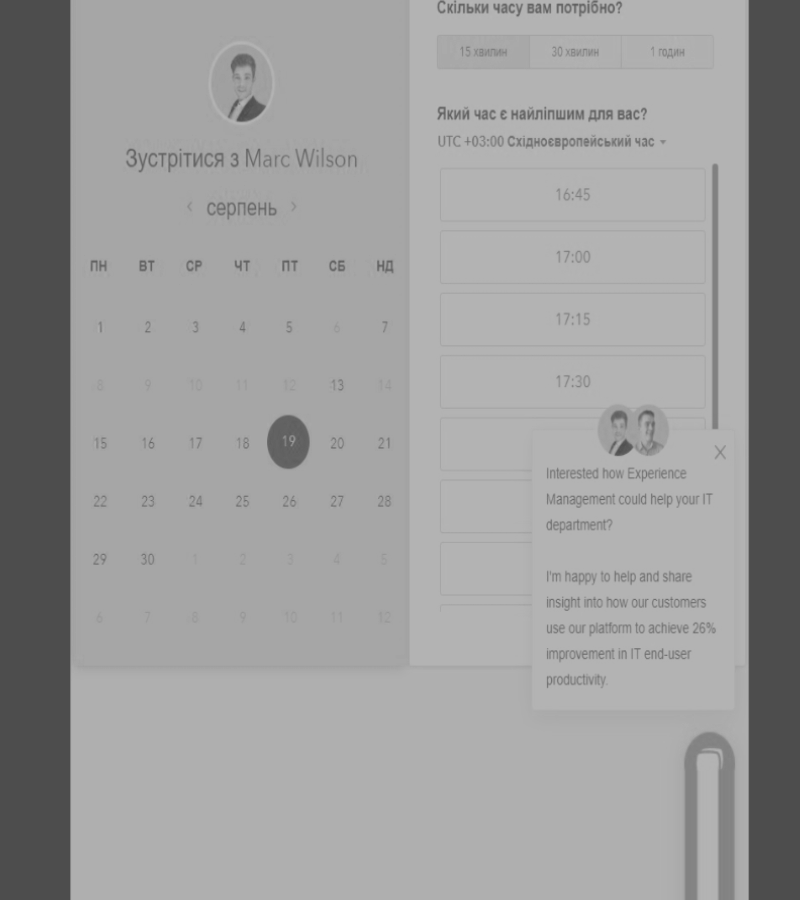 Скільки часу вам потрібно?
15 хвилин 30 хвилин 1 годин
Який час є найліпшим для вас?
UTC +03:00 Східноєвропейський час
Зустрітися з Marc Wilson
серпень
ПН ВТ СР ЧТ ПТ СБ НД
1 2 3 4 5 6 7
8 9 10 11 12 13 14
15 16 17 18 19 20 21
22 23 24 25 26 27 28
29 30 1 2 3 4 5
6 7 8 9 10 11 12
16:45
17:00
17:15
17:30
X
Interested how Experience
Management could help your IT
department?
I'm happy to help and share
insight into how our customers
use our platform to achieve 26%
improvement in IT end-user
productivity.